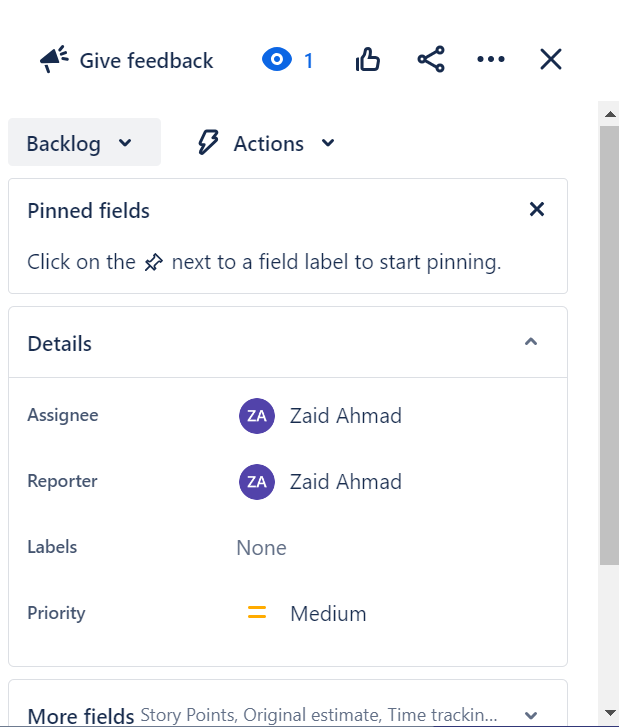 Give feedback 1
Backlog Actions
Pinned fields
Click on the next to a field label to start pinning.
Details
Assignee ZA Zaid Ahmad
Reporter ZA Zaid Ahmad
Labels None
Priority Medium
More fields Story Points, Original estimate, Time trackin...